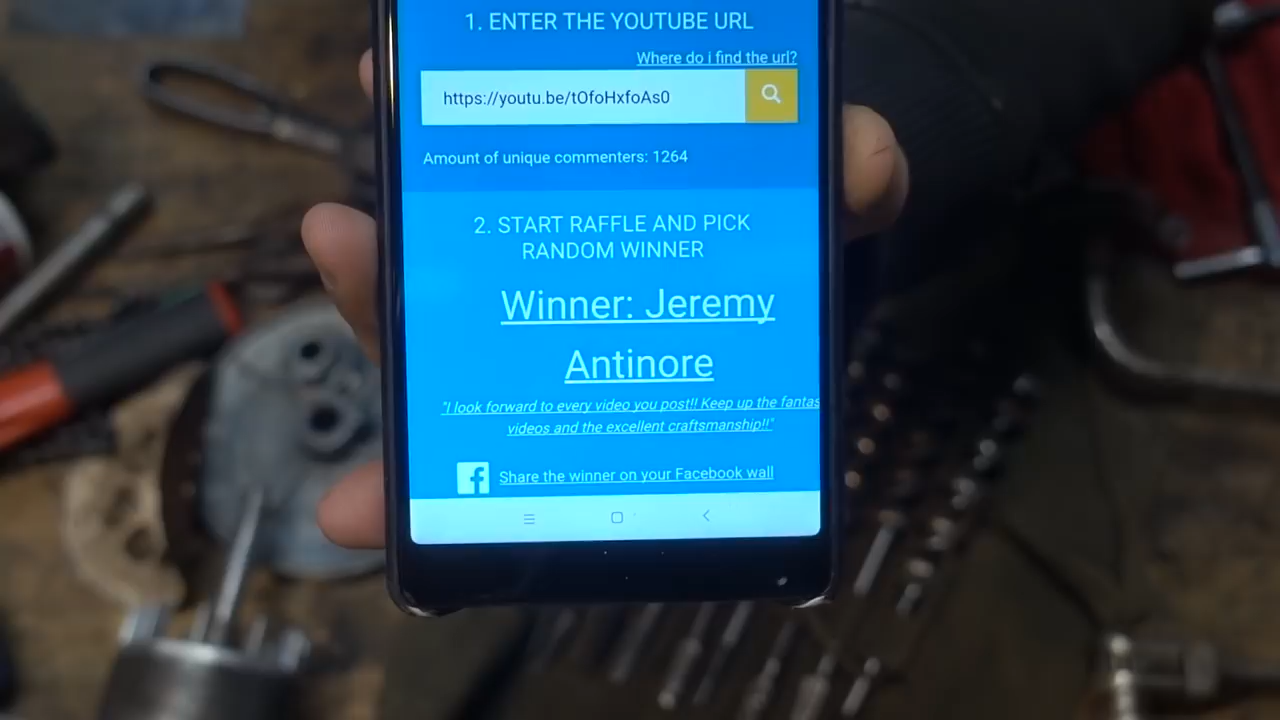 1. ENTER THE YOUTUBE URL
Where do i find the url?
https://youtu.be/tOfoHxfoAs0
Amount of unique commenters: 1264
2. START RAFFLE AND PICK
RANDOM WINNER
Winner: Jeremy
Antinore
"I look forward to every video you post!! Keep up the fantas
videos and the excellent craftsmanship!!"
Share the winner on your Facebook wall